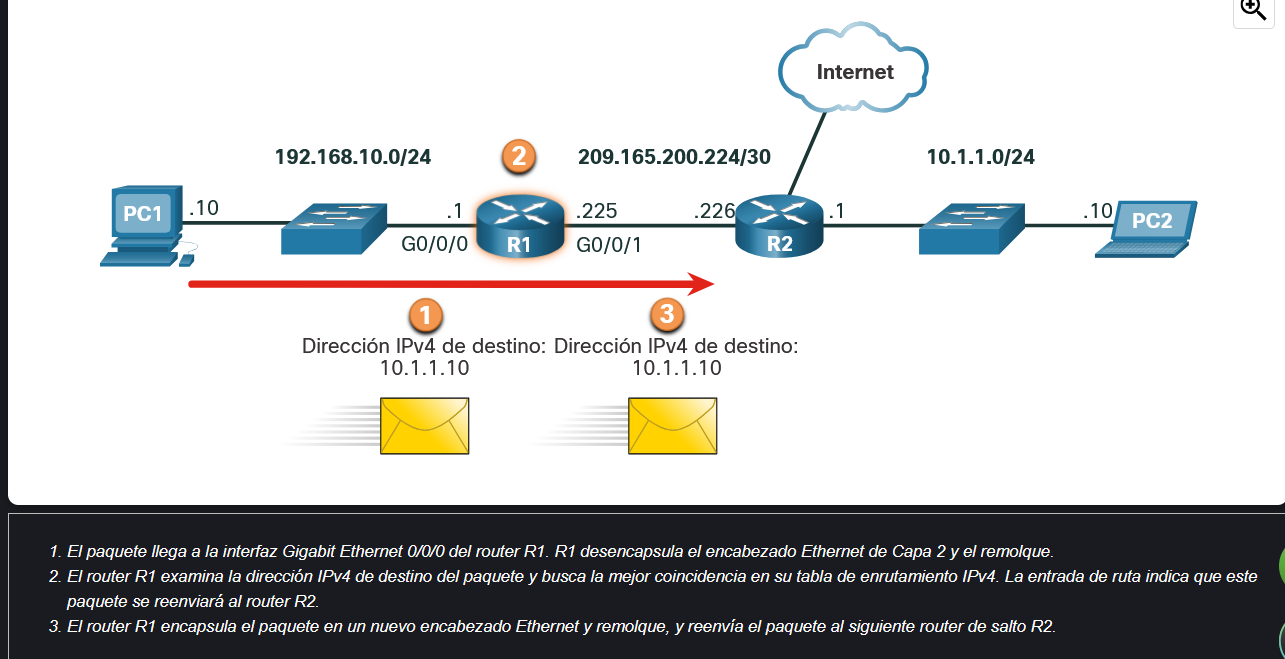 Internet
192.168.10.0/24
2
209.165.200.224/30
10.1.1.0/24
PC1
.10
.1
G0/0/0
R1
.225
G0/0/1
.226
R2
.1
.10
PC2
1
3
Dirección IPv4 de destino:
10.1.1.10
Dirección IPv4 de destino:
10.1.1.10
1. El paquete llega a la interfaz Gigabit Ethernet 0/0/0 del router R1. R1 desencapsula el encabezado Ethernet de Capa 2 y el remolque.
2. El router R1 examina la dirección IPv4 de destino del paquete y busca la mejor coincidencia en su tabla de enrutamiento IPv4. La entrada de ruta indica que este
paquete se reenviará al router R2.
3. El router R1 encapsula el paquete en un nuevo encabezado Ethernet y remolque, y reenvía el paquete al siguiente router de salto R2.